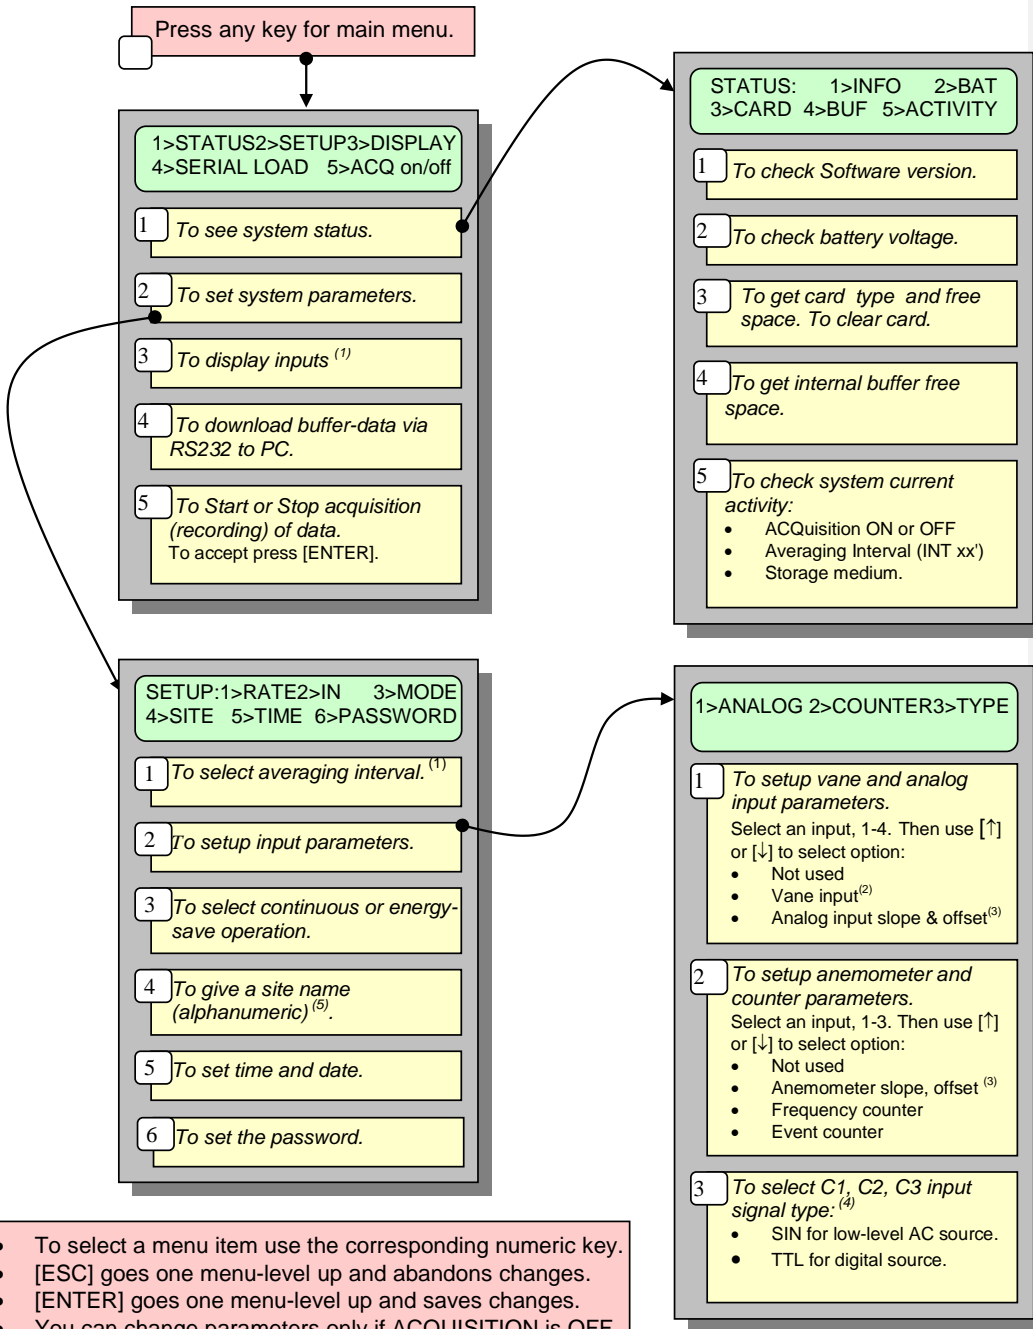 Press any key for main menu.
1>STATUS2>SETUP3>DISPLAY
4>SERIAL LOAD 5>ACQ on/off
1 To see system status.
2 To set system parameters.
3 To display inputs (1)
4 To download buffer-data via
RS232 to PC.
5 To Start or Stop acquisition
(recording) of data.
To accept press [ENTER].
STATUS: 1>INFO 2>BAT
3>CARD 4>BUF 5>ACTIVITY
1 To check Software version.
2 To check battery voltage.
3 To get card type and free
space. To clear card.
4 To get internal buffer free
space.
5 To check system current
activity:
• ACQuisition ON or OFF
• Averaging Interval (INT xx')
• Storage medium.
SETUP:1>RATE2>IN 3>MODE
4>SITE 5>TIME 6>PASSWORD
1 To select averaging interval. (1)
2 To setup input parameters.
3 To select continuous or energy-
save operation.
4 To give a site name
(alphanumeric) (5).
5 To set time and date.
6 To set the password.
1>ANALOG 2>COUNTER3>TYPE
1 To setup vane and analog
input parameters.
Select an input, 1-4. Then use [↑]
or [↓] to select option:
• Not used
• Vane input(2)
• Analog input slope & offset(3)
2 To setup anemometer and
counter parameters.
Select an input, 1-3. Then use [↑]
or [↓] to select option:
• Not used
• Anemometer slope, offset (3)
• Frequency counter
• Event counter
3 To select C1, C2, C3 input
signal type: (4)
• SIN for low-level AC source.
• TTL for digital source.
• To select a menu item use the corresponding numeric key.
• [ESC] goes one menu-level up and abandons changes.
• [ENTER] goes one menu-level up and saves changes.
• You can change parameters only if ACQUISITION is OFF